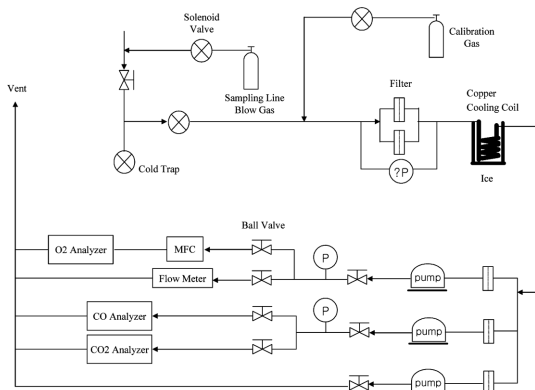 Solenoid
Valve
Calibration
Gas
Vent
Sampling Line
Blow Gas
Filter
Copper
Cooling Coil
Cold Trap
?P
Ice
Ball Valve
O2 Analyzer
MFC
P
pump
Flow Meter
CO Analyzer
P
pump
CO2 Analyzer
pump